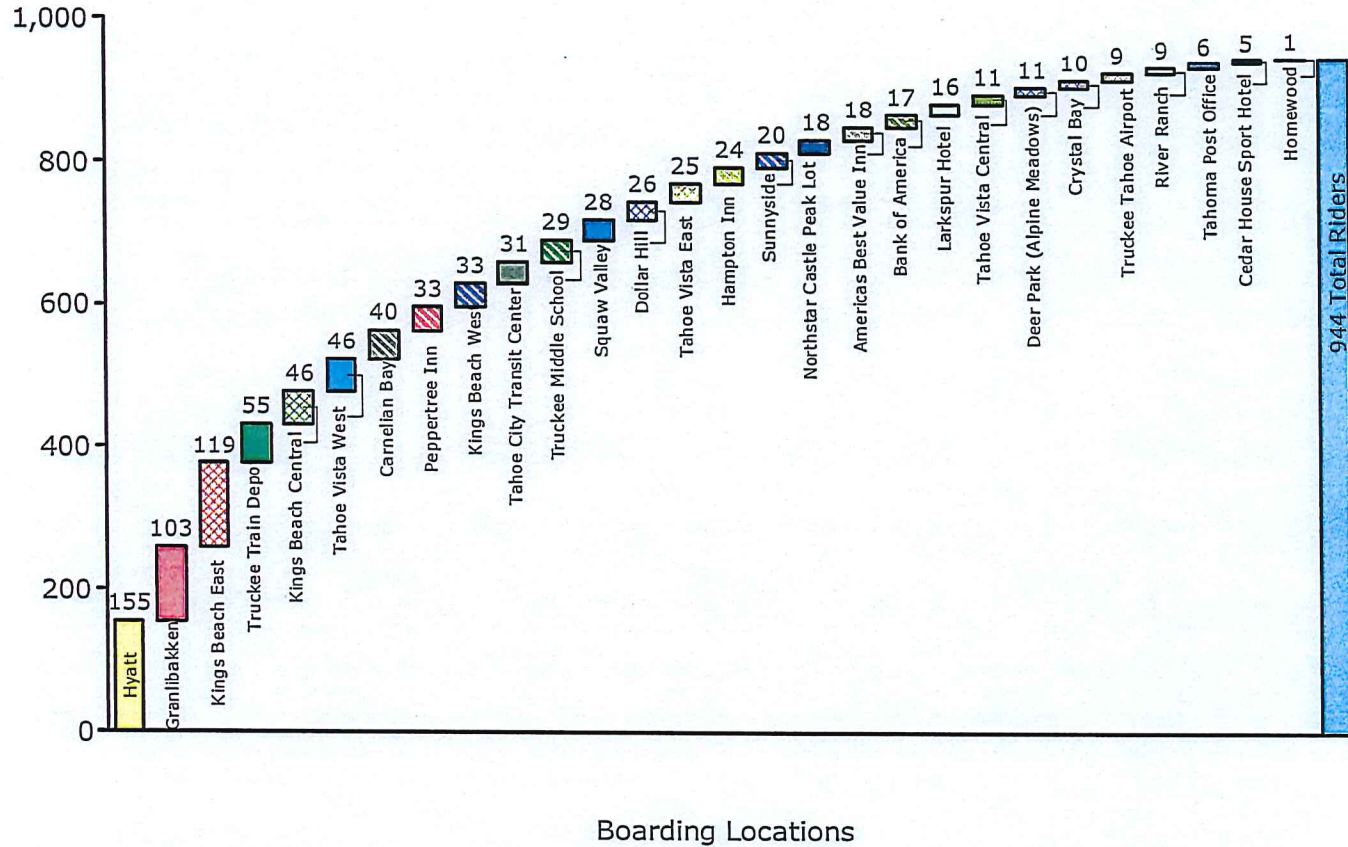 1,000
800
600
400
200
0
155
Hyatt
103
Granlibakken
119
Kings Beach East
55
Truckee Train Depo
46
Kings Beach Central
46
Tahoe Vista West
40
Carnelian Bay
33
Peppertree Inn
33
Kings Beach West
31
Tahoe City Transit Center
29
Truckee Middle School
28
Squaw Valley
26
Dollar Hill
25
Tahoe Vista East
24
Hampton Inn
20
Sunnyside
18
Northstar Castle Peak Lot
18
Americas Best Value Inn
17
Bank of America
16
Larkspur Hotel
11
Tahoe Vista Central
11
Deer Park (Alpine Meadows)
10
Crystal Bay
9
Truckee Tahoe Airport
9
River Ranch
6
Tahoma Post Office
5
Cedar House Sport Hotel
1
Homewood
944 Total Riders
Boarding Locations